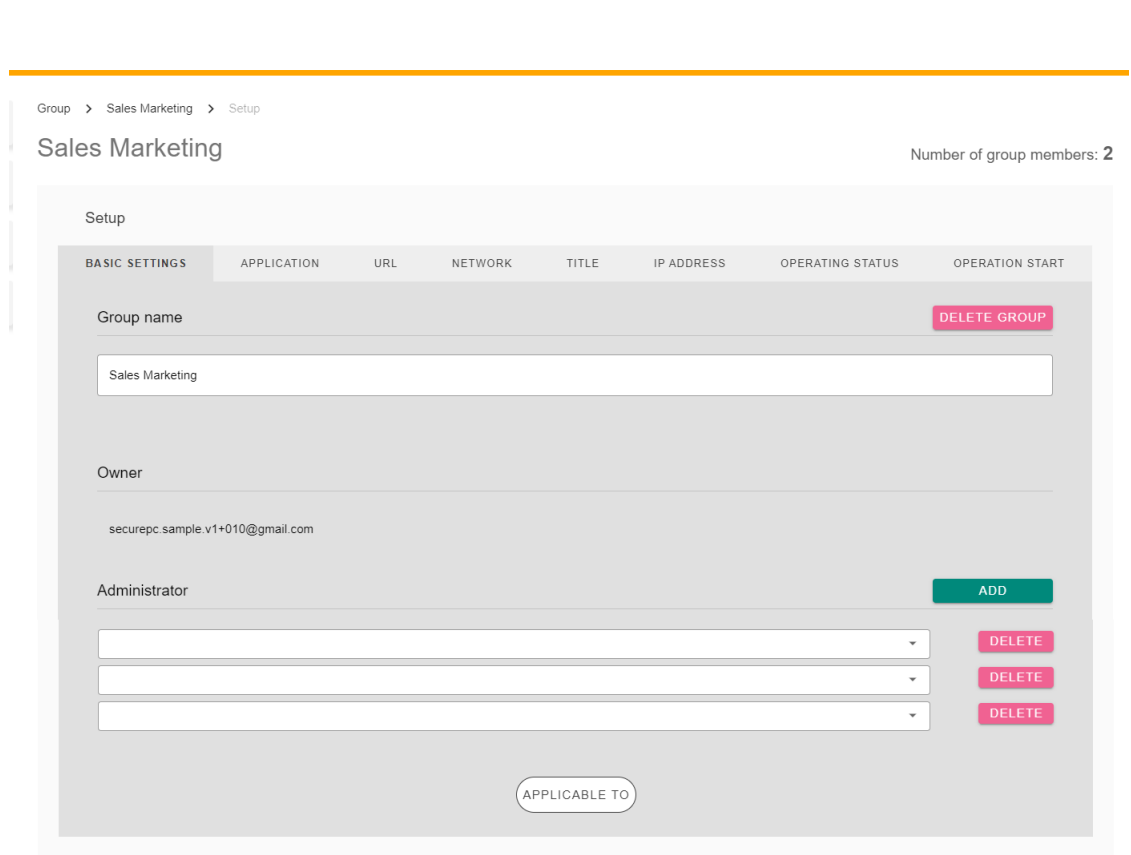 Group > Sales Marketing > Setup
Sales Marketing
Number of group members: 2
Setup
BASIC SETTINGS APPLICATION URL NETWORK TITLE IP ADDRESS OPERATING STATUS OPERATION START
Group name DELETE GROUP
Sales Marketing
Owner
securepc.sample.v1+010@gmail.com
Administrator ADD
DELETE
DELETE
DELETE
APPLICABLE TO